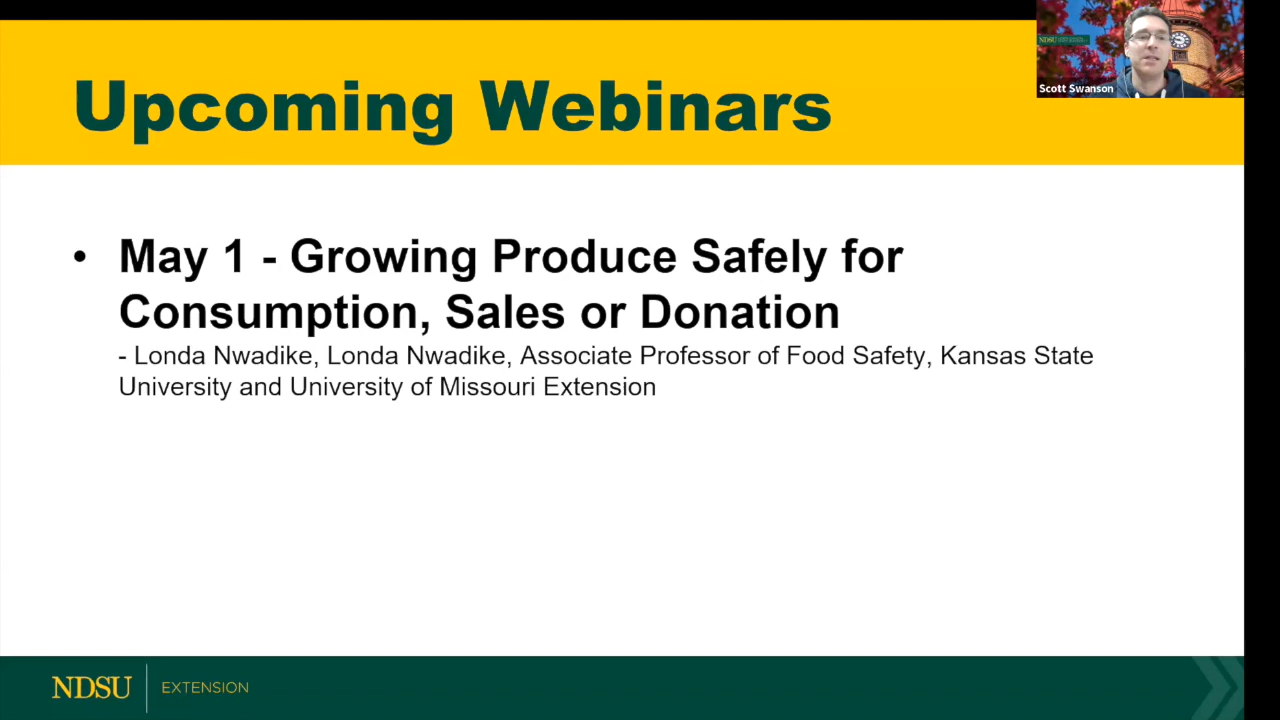 Upcoming Webinars
NDSU
Scott Swanson
• May 1 - Growing Produce Safely for
Consumption, Sales or Donation
- Londa Nwadike, Londa Nwadike, Associate Professor of Food Safety, Kansas State
University and University of Missouri Extension
NDSU EXTENSION